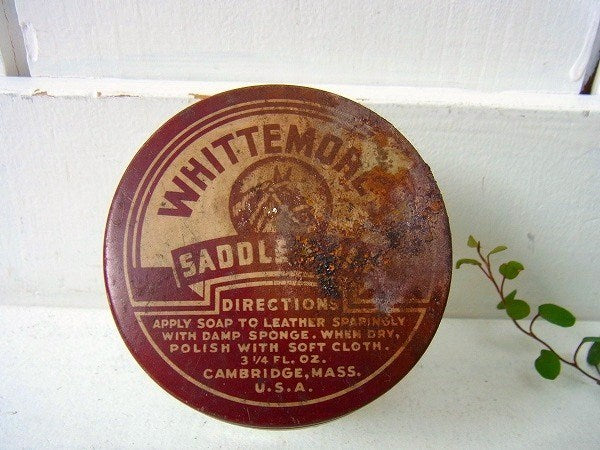 WHITTEMORE
SADDLE
DIRECTIONS
APPLY SOAP TO LEATHER SPARINGLY
WITH DAMP SPONGE. WHEN DRY,
POLISH WITH SOFT CLOTH.
3 1/4 FL. OZ.
CAMBRIDGE, MASS.
U.S.A.